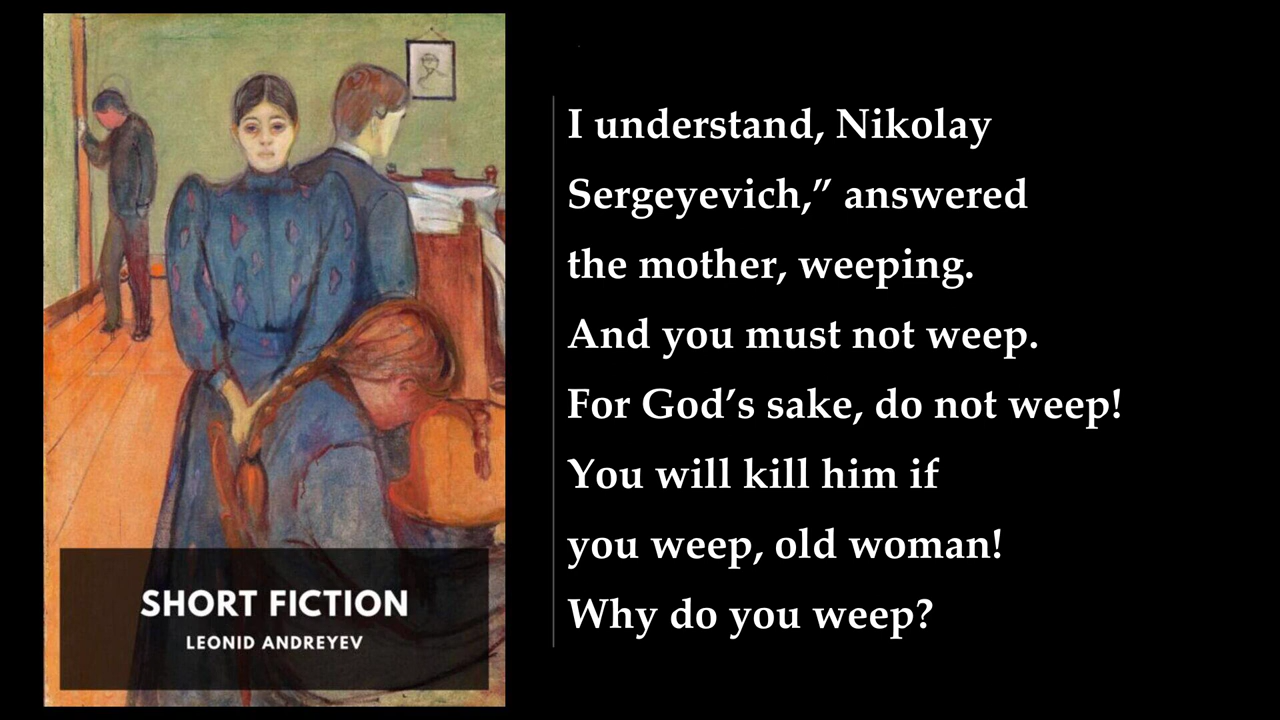 SHORT FICTION
LEONID ANDREYEV
I understand, Nikolay
Sergeyevich,” answered
the mother, weeping.
And you must not weep.
For God’s sake, do not weep!
You will kill him if
you weep, old woman!
Why do you weep?